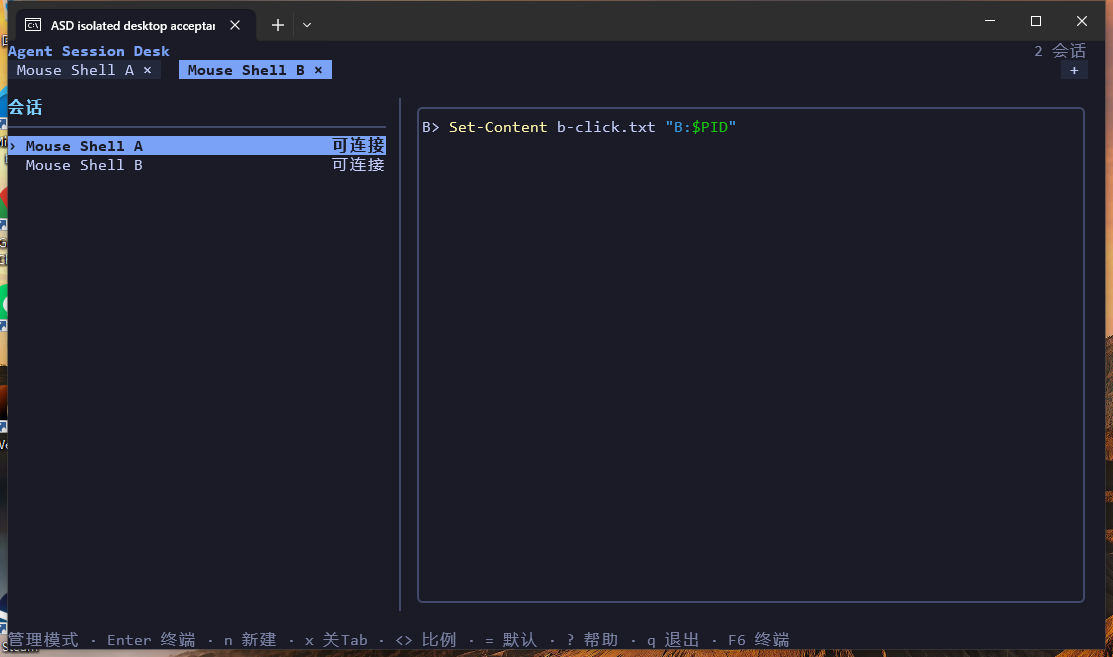 ASD isolated desktop acceptar
Agent Session Desk 2 会话
Mouse Shell A × Mouse Shell B × +
会话
› Mouse Shell A 可连接
Mouse Shell B 可连接
B> Set-Content b-click.txt "B:$PID"
管理模式 · Enter 终端 · n 新建 · x 关Tab · <> 比例 · = 默认 · ? 帮助 · q 退出 · F6 终端